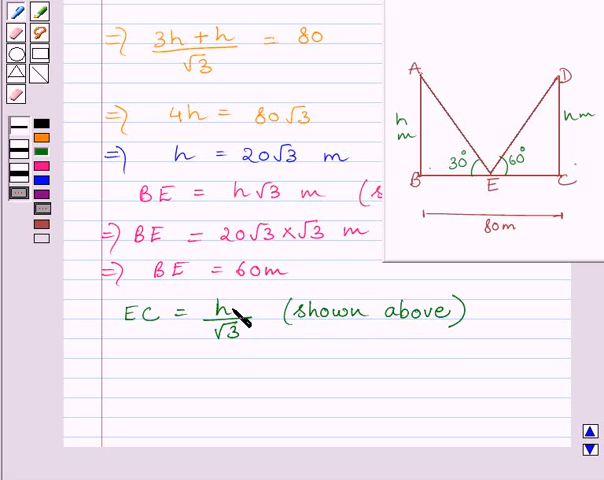 ⇒ 3h + h / √3 = 80
⇒ 4h = 80√3
⇒ h = 20√3 m
BE = h√3 m (s
⇒ BE = 20√3 × √3 m
⇒ BE = 60m
EC = h / √3 (shown above)
A D
h m hm
30° 60°
B E C
80m